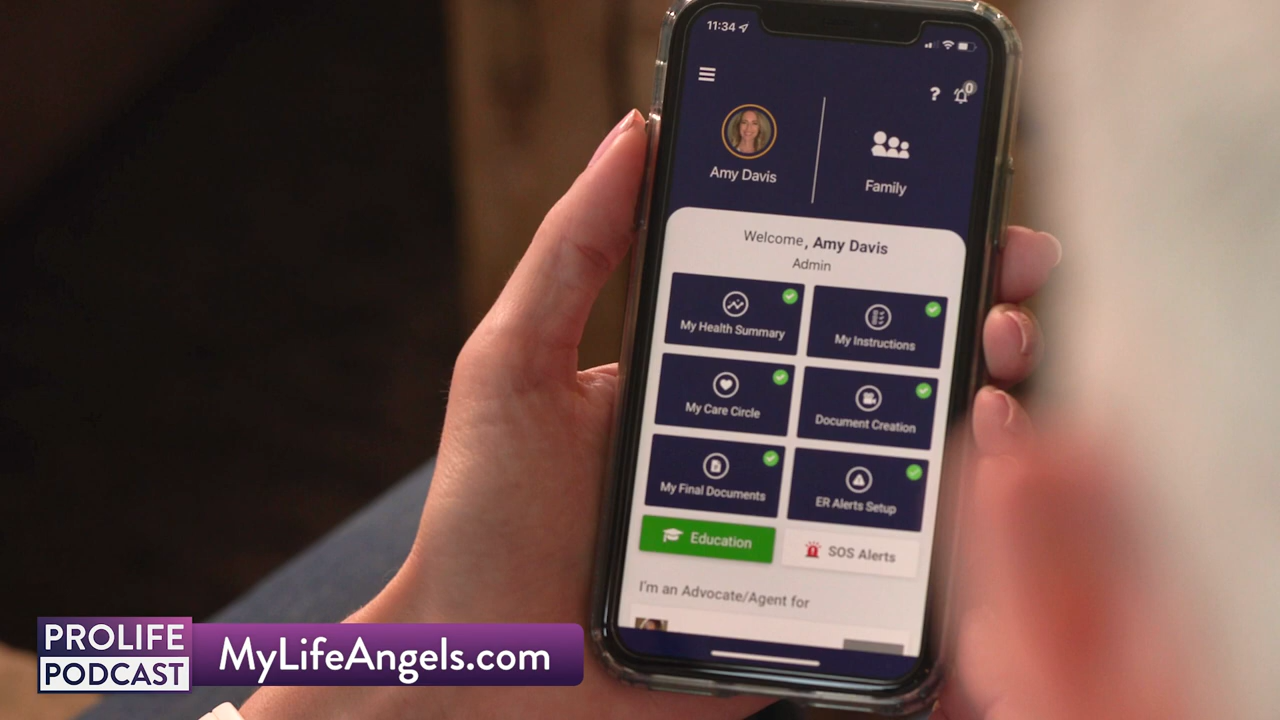 11:34
?
0
Amy Davis
Family
Welcome, Amy Davis
Admin
My Health Summary
My Instructions
My Care Circle
Document Creation
My Final Documents
ER Alerts Setup
Education
SOS Alerts
I'm an Advocate/Agent for
PROLIFE
PODCAST
MyLifeAngels.com